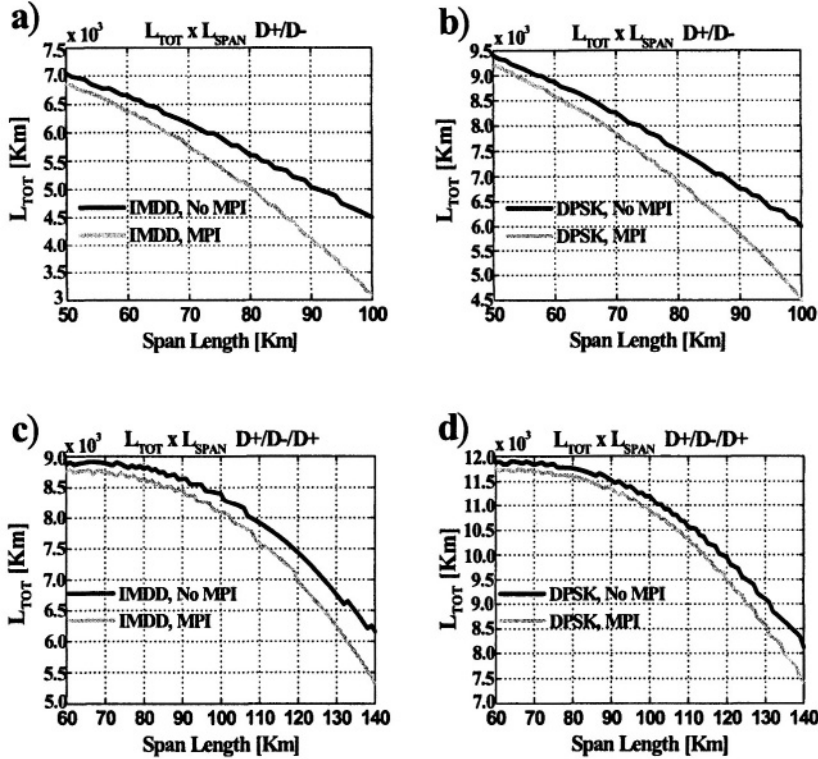 a)
x 10³ L_TOT x L_SPAN D+/D-
7.5
7.0
6.5
6.0
5.5
5.0
4.5
4.0
3.5
3
L_TOT [Km]
IMDD, No MPI
IMDD, MPI
50 60 70 80 90 100
Span Length [Km]
b)
x 10³ L_TOT x L_SPAN D+/D-
9.5
9.0
8.5
8.0
7.5
7.0
6.5
6.0
5.5
5.0
4.5
L_TOT [Km]
DPSK, No MPI
DPSK, MPI
50 60 70 80 90 100
Span Length [Km]
c)
x 10³ L_TOT x L_SPAN D+/D-/D+
9.0
8.5
8.0
7.5
7.0
6.5
6.0
5.5
5.0
L_TOT [Km]
IMDD, No MPI
IMDD, MPI
60 70 80 90 100 110 120 130 140
Span Length [Km]
d)
x 10³ L_TOT x L_SPAN D+/D-/D+
12.0
11.5
11.0
10.5
10.0
9.5
9.0
8.5
8.0
7.5
7.0
L_TOT [Km]
DPSK, No MPI
DPSK, MPI
60 70 80 90 100 110 120 130 140
Span Length [Km]